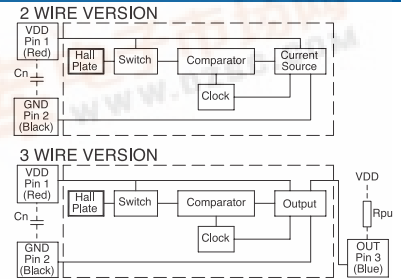 2 WIRE VERSION
VDD
Pin 1
(Red)
Cn
GND
Pin 2
(Black)
Hall
Plate
Switch
Comparator
Current
Source
Clock
3 WIRE VERSION
VDD
Pin 1
(Red)
Cn
GND
Pin 2
(Black)
Hall
Plate
Switch
Comparator
Output
Clock
VDD
Rpu
OUT
Pin 3
(Blue)